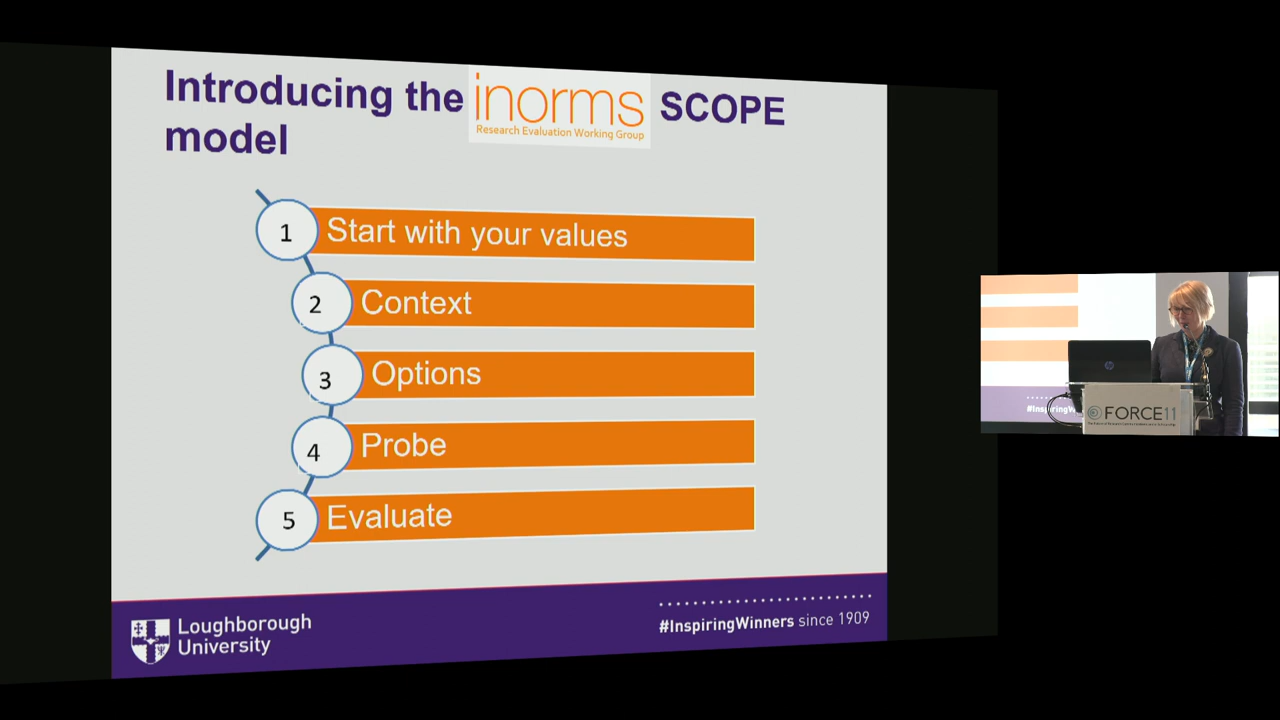 Introducing the inorms SCOPE
Research Evaluation Working Group
model
1 Start with your values
2 Context
3 Options
4 Probe
5 Evaluate
Loughborough
University
#InspiringWinners since 1909
FORCE11